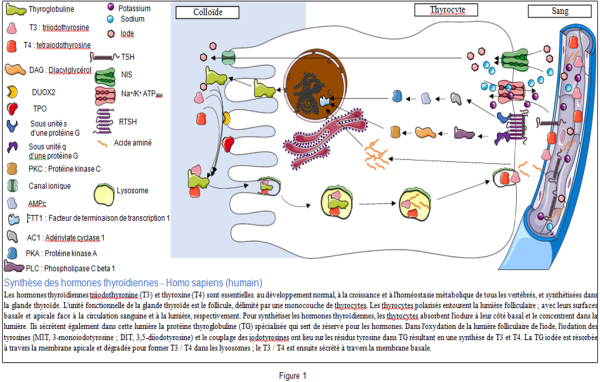 Colloïde
Thyrocyte
Sang
Thyroglobuline
T3 : triiodothyrosine
T4 : tetraiodothyrosine
DAG : Diacylglycérol
DUOX2
TPO
Sous unité s
d'une protéine G
Sous unité q
d'une protéine G
PKC : Protéine kinase C
Canal ionique
AMPc
FTT1 : Facteur de terminaison de transcription 1
AC1 : Adénylate cyclase 1
PKA : Protéine kinase A
PLC : Phospholipase C beta 1
Potassium
Sodium
Iode
TSH
NIS
Na+K+ ATPase
RTSH
Acide aminé
Lysosome
Synthèse des hormones thyroïdiennes - Homo sapiens (humain)
Les hormones thyroïdiennes triiodothyronine (T3) et thyroxine (T4) sont essentielles au développement normal, à la croissance et à l'homéostasie métabolique de tous les vertébrés, et synthétisées dans
la glande thyroïde. L'unité fonctionnelle de la glande thyroïde est le follicule, délimité par une monocouche de thyrocytes. Les thyrocytes polarisés entourent la lumière folliculaire ; avec leurs surfaces
basale et apicale face à la circulation sanguine et à la lumière, respectivement. Pour synthétiser les hormones thyroïdiennes, les thyrocytes absorbent l'iodure à leur côté basal et le concentrent dans la
lumière. Ils sécrètent également dans cette lumière la protéine thyroglobuline (TG) spécialisée qui sert de réserve pour les hormones. Dans l'oxydation de la lumière folliculaire de l'iode, l'iodation des
tyrosines (MIT, 3-monoiodotyrosine ; DIT, 3,5-diiodotyrosine) et le couplage des iodotyrosines ont lieu sur les résidus tyrosine dans TG résultant en une synthèse de T3 et T4. La TG iodée est résorbée
à travers la membrane apicale et dégradée pour former T3 / T4 dans les lysosomes ; le T3 / T4 est ensuite sécrété à travers la membrane basale.
Figure 1